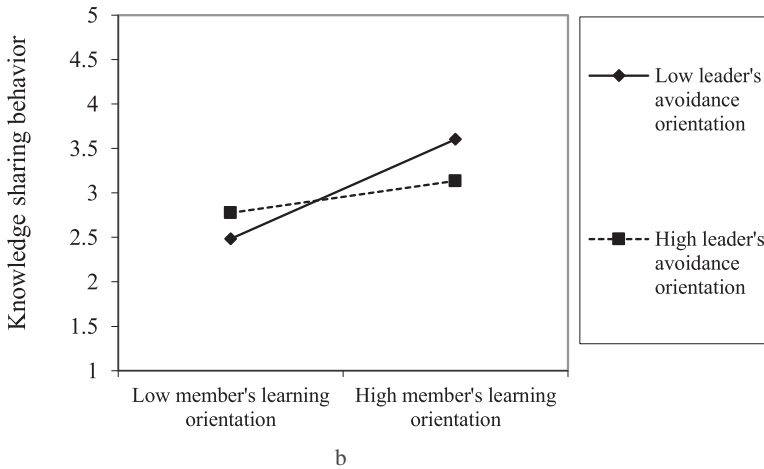 Knowledge sharing behavior
5
4.5
4
3.5
3
2.5
2
1.5
1
Low member's learning
orientation
High member's learning
orientation
Low leader's
avoidance
orientation
High leader's
avoidance
orientation
b